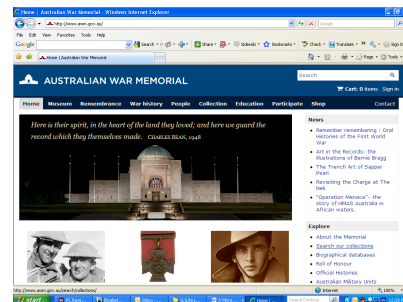 Home | Australian War Memorial - Windows Internet Explorer
http://www.awm.gov.au/
Google
File Edit View Favorites Tools Help
Google Search Share Sidewiki Bookmarks Check Translate Sign In
Home | Australian War Memorial
Page Tools
AUSTRALIAN WAR MEMORIAL
Search
Cart: 0 items Sign in
Home Museum Remembrance War history People Collection Education Participate Shop Contact
Here is their spirit, in the heart of the land they loved; and here we guard the
record which they themselves made. CHARLES BEAN, 1948
News
Remember remembering : Oral
Histories of the First World
War
Art in the Records: the
illustrations of Bernie Bragg
The Trench Art of Sapper
Pearl
Revisiting the Charge at The
Nek
"Operation Menace"- the
story of HMAS Australia in
African waters.
Explore
About the Memorial
Search our collections
Biographical databases
Roll of Honour
Official Histories
Australian Military Units
http://www.awm.gov.au/search/collections/
Internet 100%
start Inbox Search Desktop